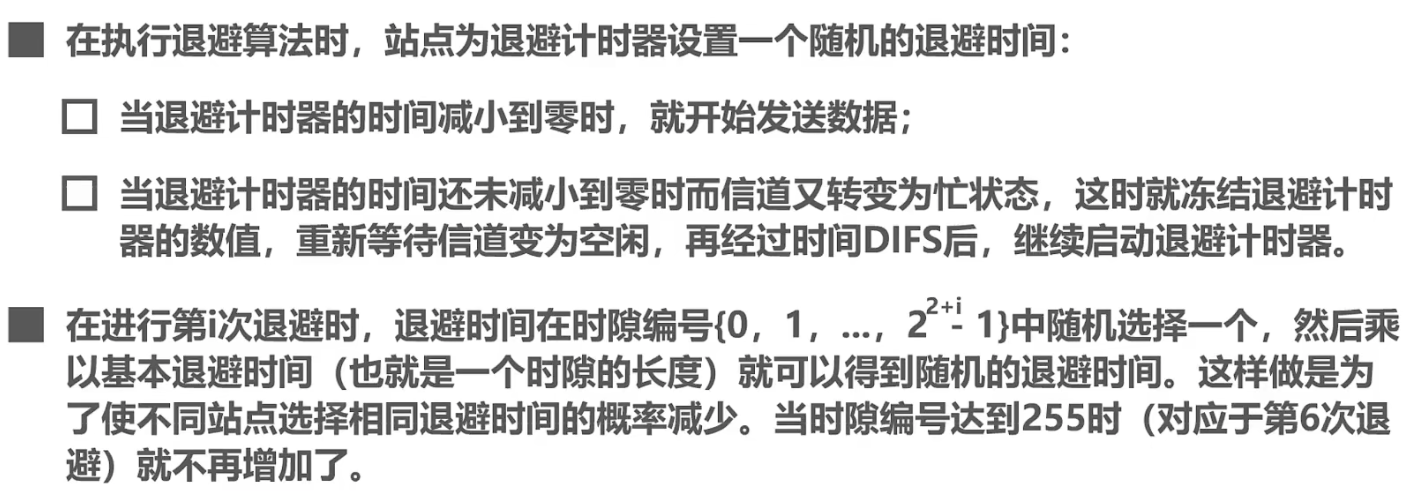 ■ 在执行退避算法时，站点为退避计时器设置一个随机的退避时间：
□ 当退避计时器的时间减小到零时，就开始发送数据；
□ 当退避计时器的时间还未减小到零时而信道又转变为忙状态，这时就冻结退避计时
器的数值，重新等待信道变为空闲，再经过时间DIFS后，继续启动退避计时器。
■ 在进行第i次退避时，退避时间在时隙编号{0，1，...，2^{2+i} - 1}中随机选择一个，然后乘
以基本退避时间（也就是一个时隙的长度）就可以得到随机的退避时间。这样做是为
了使不同站点选择相同退避时间的概率减少。当时隙编号达到255时（对应于第6次退
避）就不再增加了。